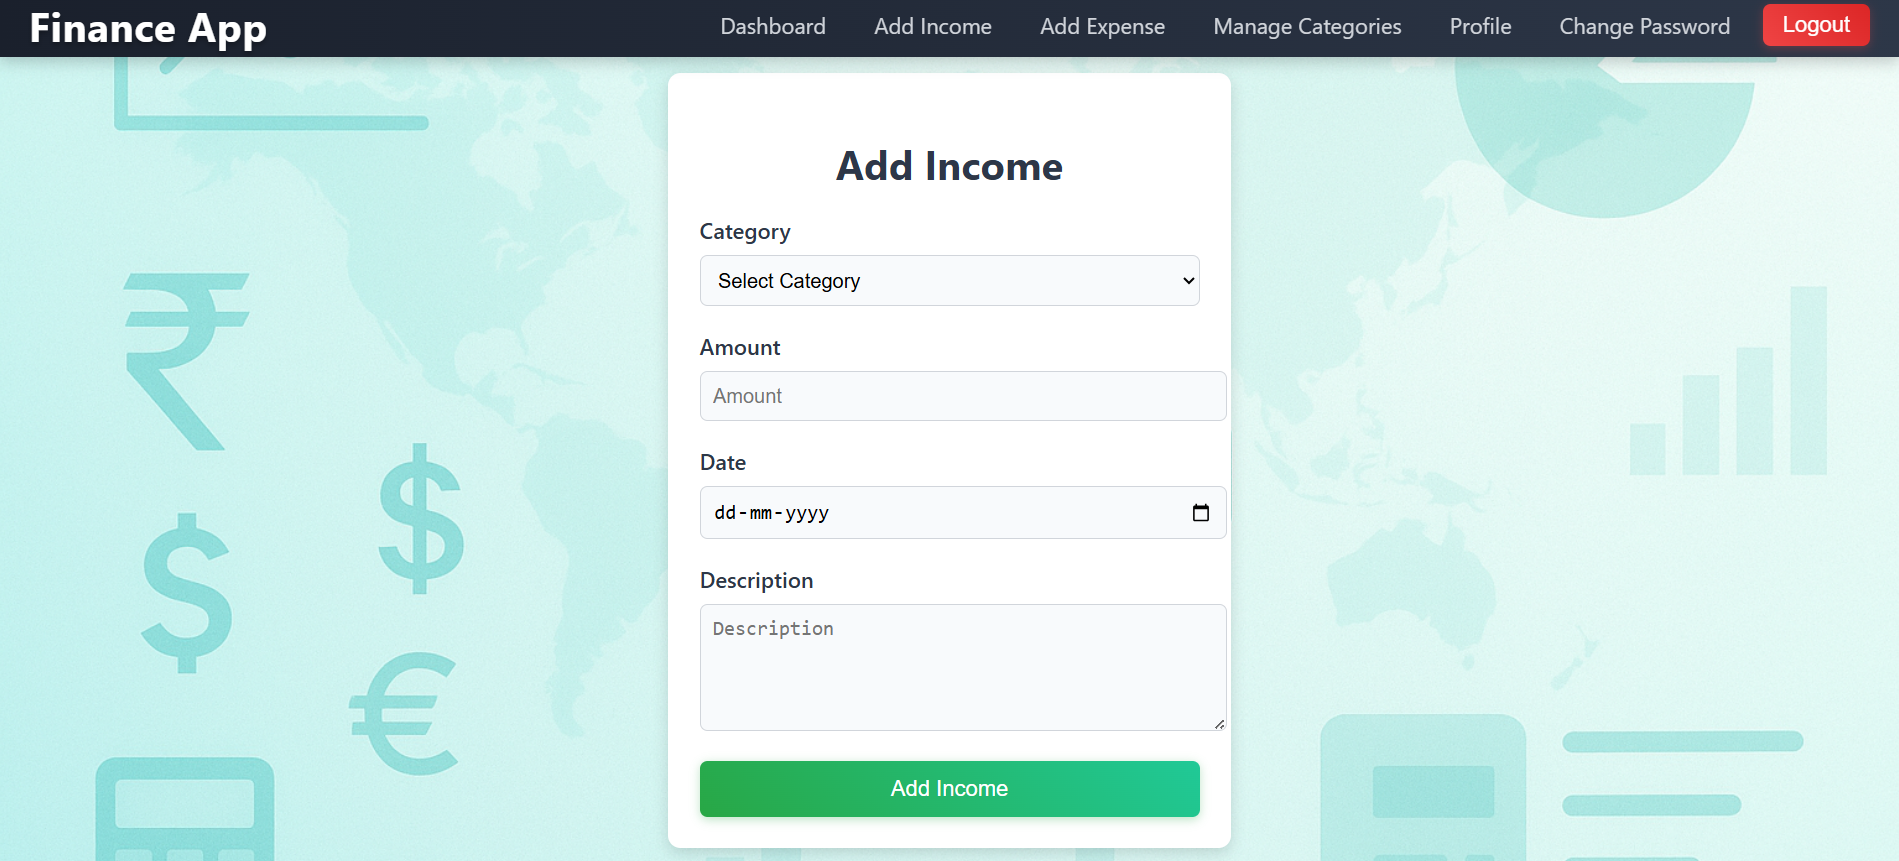 Finance App
Dashboard Add Income Add Expense Manage Categories Profile Change Password Logout
Add Income
Category
Select Category
Amount
Amount
Date
dd-mm-yyyy
Description
Description
Add Income
₹
$
$
€